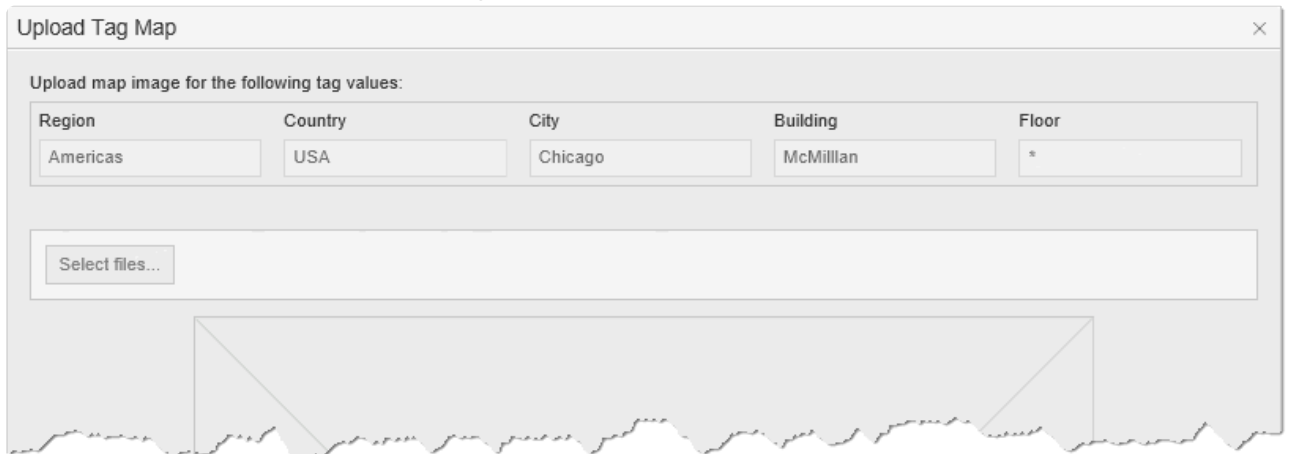 Upload Tag Map
Upload map image for the following tag values:
Region Country City Building Floor
Americas USA Chicago McMilllan *
Select files...